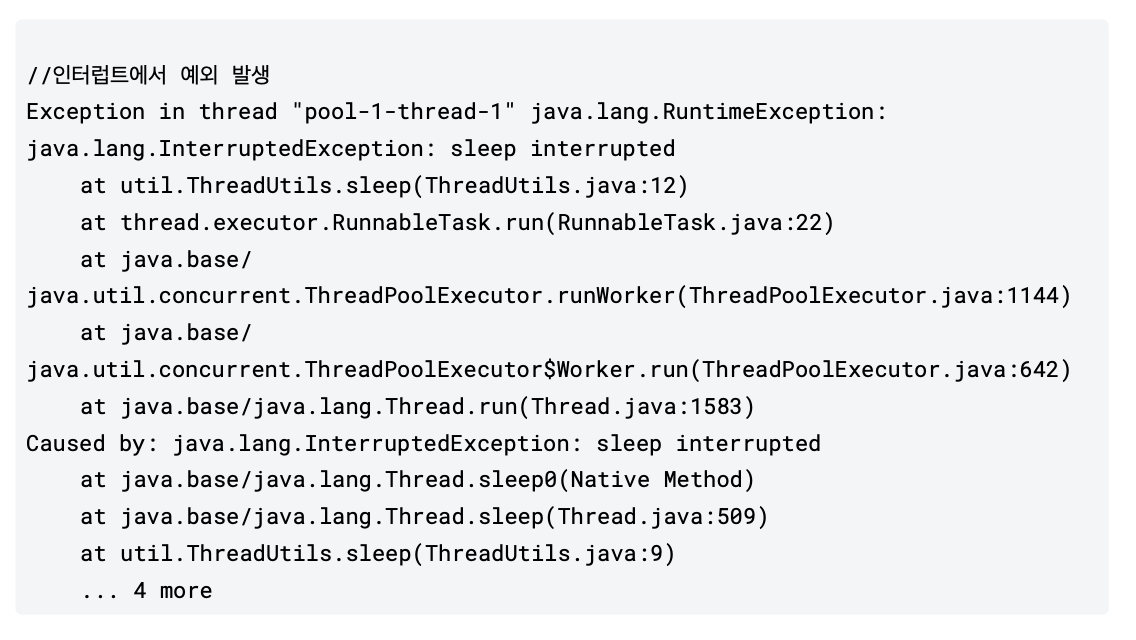 //인터럽트에서 예외 발생
Exception in thread "pool-1-thread-1" java.lang.RuntimeException:
java.lang.InterruptedException: sleep interrupted
    at util.ThreadUtils.sleep(ThreadUtils.java:12)
    at thread.executor.RunnableTask.run(RunnableTask.java:22)
    at java.base/
java.util.concurrent.ThreadPoolExecutor.runWorker(ThreadPoolExecutor.java:1144)
    at java.base/
java.util.concurrent.ThreadPoolExecutor$Worker.run(ThreadPoolExecutor.java:642)
    at java.base/java.lang.Thread.run(Thread.java:1583)
Caused by: java.lang.InterruptedException: sleep interrupted
    at java.base/java.lang.Thread.sleep0(Native Method)
    at java.base/java.lang.Thread.sleep(Thread.java:509)
    at util.ThreadUtils.sleep(ThreadUtils.java:9)
    ... 4 more